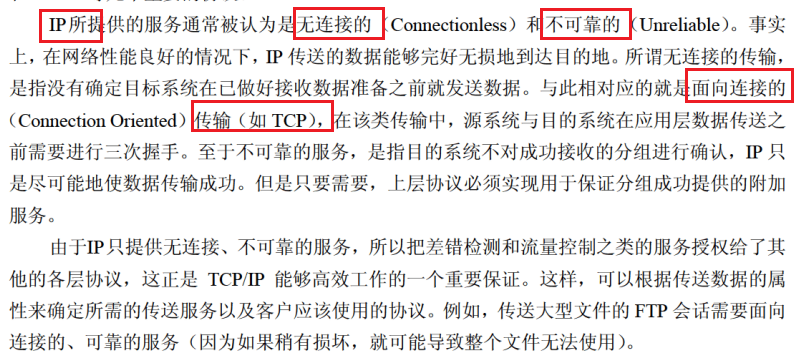 IP所提供的服务通常被认为是无连接的（Connectionless）和不可靠的（Unreliable）。事实
上，在网络性能良好的情况下，IP 传送的数据能够完好无损地到达目的地。所谓无连接的传输，
是指没有确定目标系统在已做好接收数据准备之前就发送数据。与此相对应的就是面向连接的
（Connection Oriented）传输（如 TCP），在该类传输中，源系统与目的系统在应用层数据传送之
前需要进行三次握手。至于不可靠的服务，是指目的系统不对成功接收的分组进行确认，IP 只
是尽可能地使数据传输成功。但是只要需要，上层协议必须实现用于保证分组成功提供的附加
服务。
由于IP只提供无连接、不可靠的服务，所以把差错检测和流量控制之类的服务授权给了其
他的各层协议，这正是 TCP/IP 能够高效工作的一个重要保证。这样，可以根据传送数据的属
性来确定所需的传送服务以及客户应该使用的协议。例如，传送大型文件的 FTP 会话需要面向
连接的、可靠的服务（因为如果稍有损坏，就可能导致整个文件无法使用）。